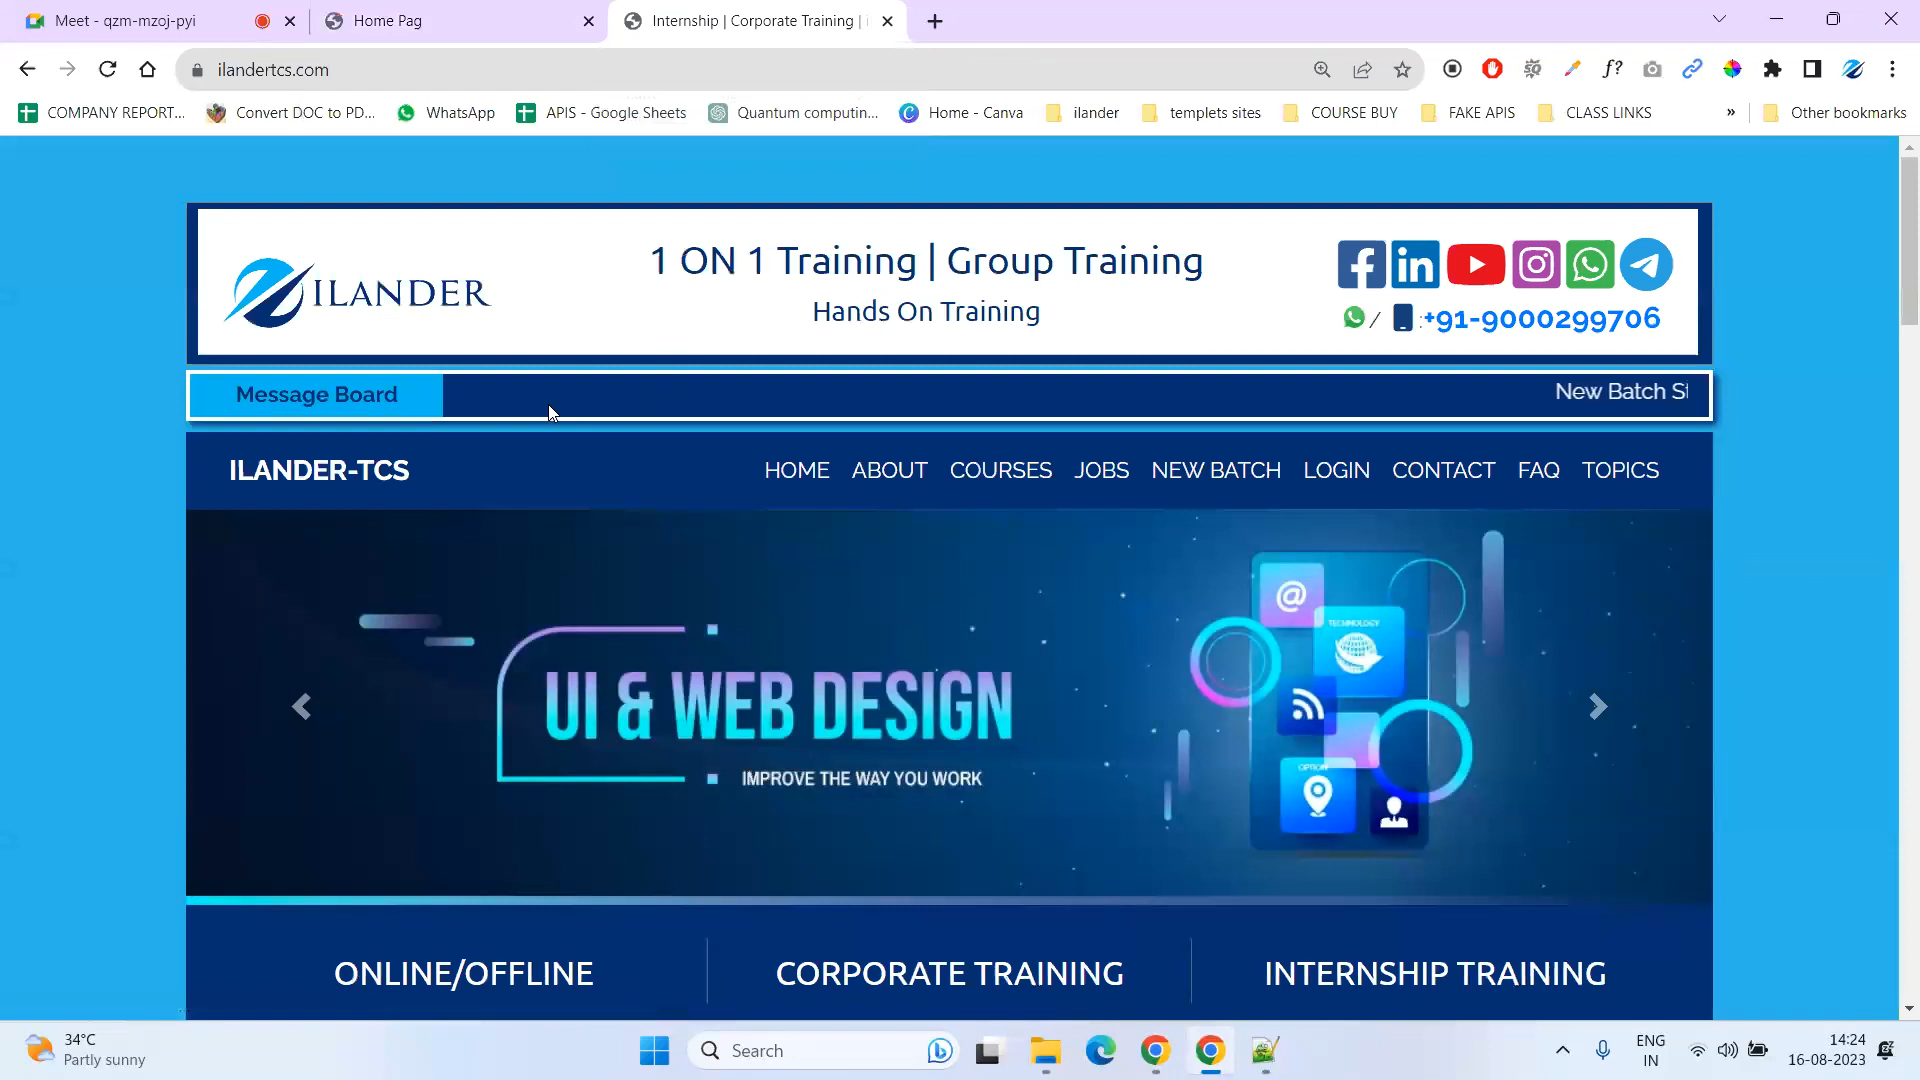 Meet - qzm-mzoj-pyi
Home Pag
Internship | Corporate Training |
ilandertcs.com
COMPANY REPORT...
Convert DOC to PD...
WhatsApp
APIS - Google Sheets
Quantum computin...
Home - Canva
ilander
templets sites
COURSE BUY
FAKE APIS
CLASS LINKS
»
Other bookmarks
1 ON 1 Training | Group Training
Hands On Training
ILANDER
/ :+91-9000299706
Message Board
New Batch St
ILANDER-TCS
HOME ABOUT COURSES JOBS NEW BATCH LOGIN CONTACT FAQ TOPICS
UI & WEB DESIGN
IMPROVE THE WAY YOU WORK
@
TECHNOLOGY
OPTION
ONLINE/OFFLINE
CORPORATE TRAINING
INTERNSHIP TRAINING
34°C
Partly sunny
Search
ENG
IN
14:24
16-08-2023